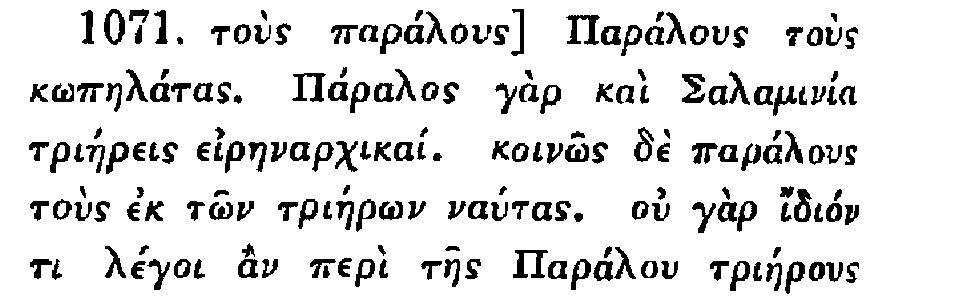 1071. τοὺς παράλους] Παράλους τοὺς
κωπηλάτας. Πάραλος γὰρ καὶ Σαλαμινία
τριήρεις εἰρηναρχικαί. κοινῶς δὲ παράλους
τοὺς ἐκ τῶν τριήρων ναύτας. οὐ γὰρ ἴδιόν
τι λέγοι ἂν περὶ τῆς Παράλου τριήρους